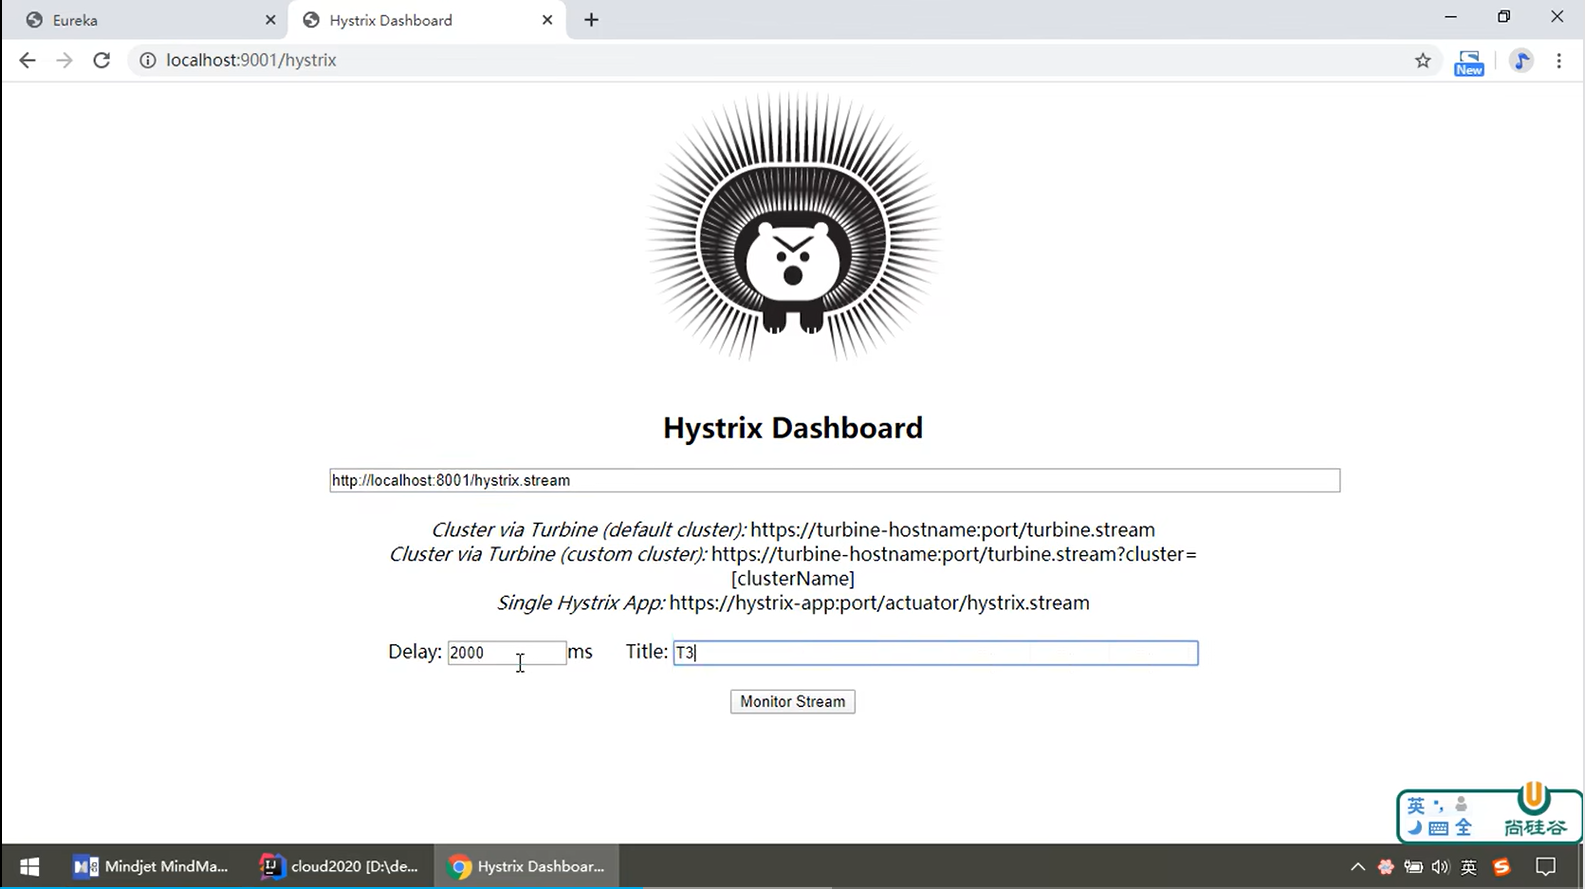 Eureka
Hystrix Dashboard
localhost:9001/hystrix
New
Hystrix Dashboard
http://localhost:8001/hystrix.stream
Cluster via Turbine (default cluster): https://turbine-hostname:port/turbine.stream
Cluster via Turbine (custom cluster): https://turbine-hostname:port/turbine.stream?cluster=
[clusterName]
Single Hystrix App: https://hystrix-app:port/actuator/hystrix.stream
Delay: 2000 ms Title: T3
Monitor Stream
英 全
尚硅谷
Mindjet MindMa...
cloud2020 [D:\de...
Hystrix Dashboar...
英